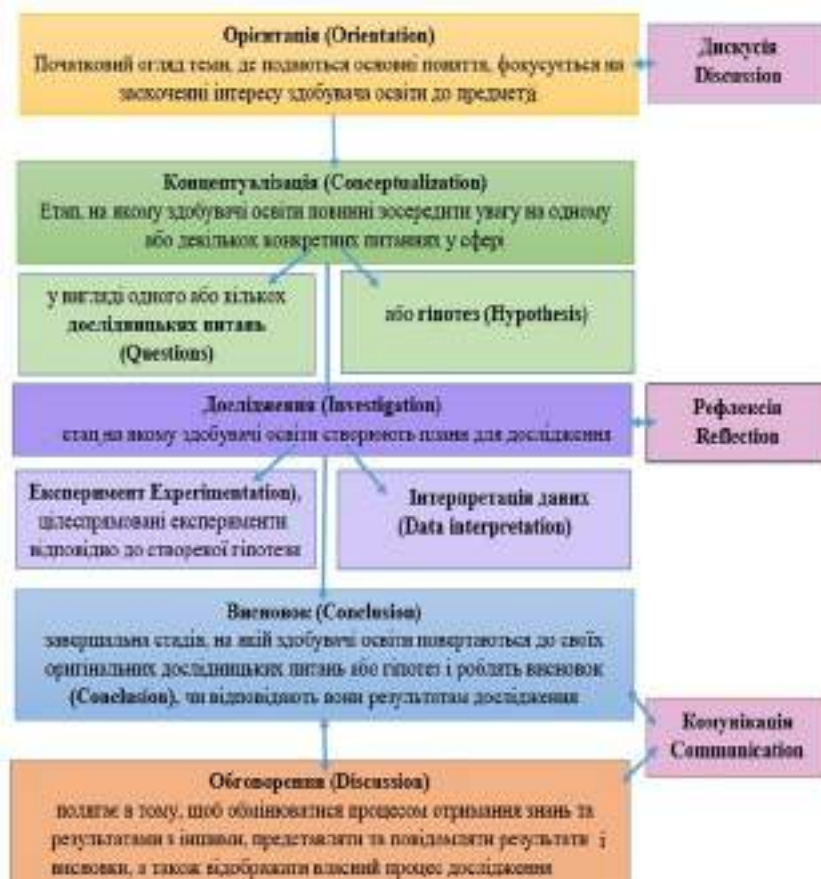 Орієнтація (Orientation)
Початковий огляд теми, де подаються основні поняття, фокусується на
заохоченні інтересу здобувача освіти до предмета
Дискусія
Discussion
Концептуалізація (Conceptualization)
Етап, на якому здобувачі освіти повинні зосередити увагу на одному
або декількох конкретних питаннях у сфері
у вигляді одного або кількох
дослідницьких питань
(Questions)
або гіпотез (Hypothesis)
Дослідження (Investigation)
етап на якому здобувачі освіти створюють плани для дослідження
Рефлексія
Reflection
Експеримент Experimentation),
цілеспрямовані експерименти
відповідно до створеної гіпотези
Інтерпретація даних
(Data interpretation)
Висновок (Conclusion)
завершальна стадія, на якій здобувачі освіти повертаються до своїх
оригінальних дослідницьких питань або гіпотез і роблять висновок
(Conclusion), чи відповідають вони результатам дослідження
Комунікація
Communication
Обговорення (Discussion)
полягає в тому, щоб обмінюватися процесом отримання знань та
результатами з іншими, представляти та повідомляти результати і
висновки, а також відображати власний процес дослідження